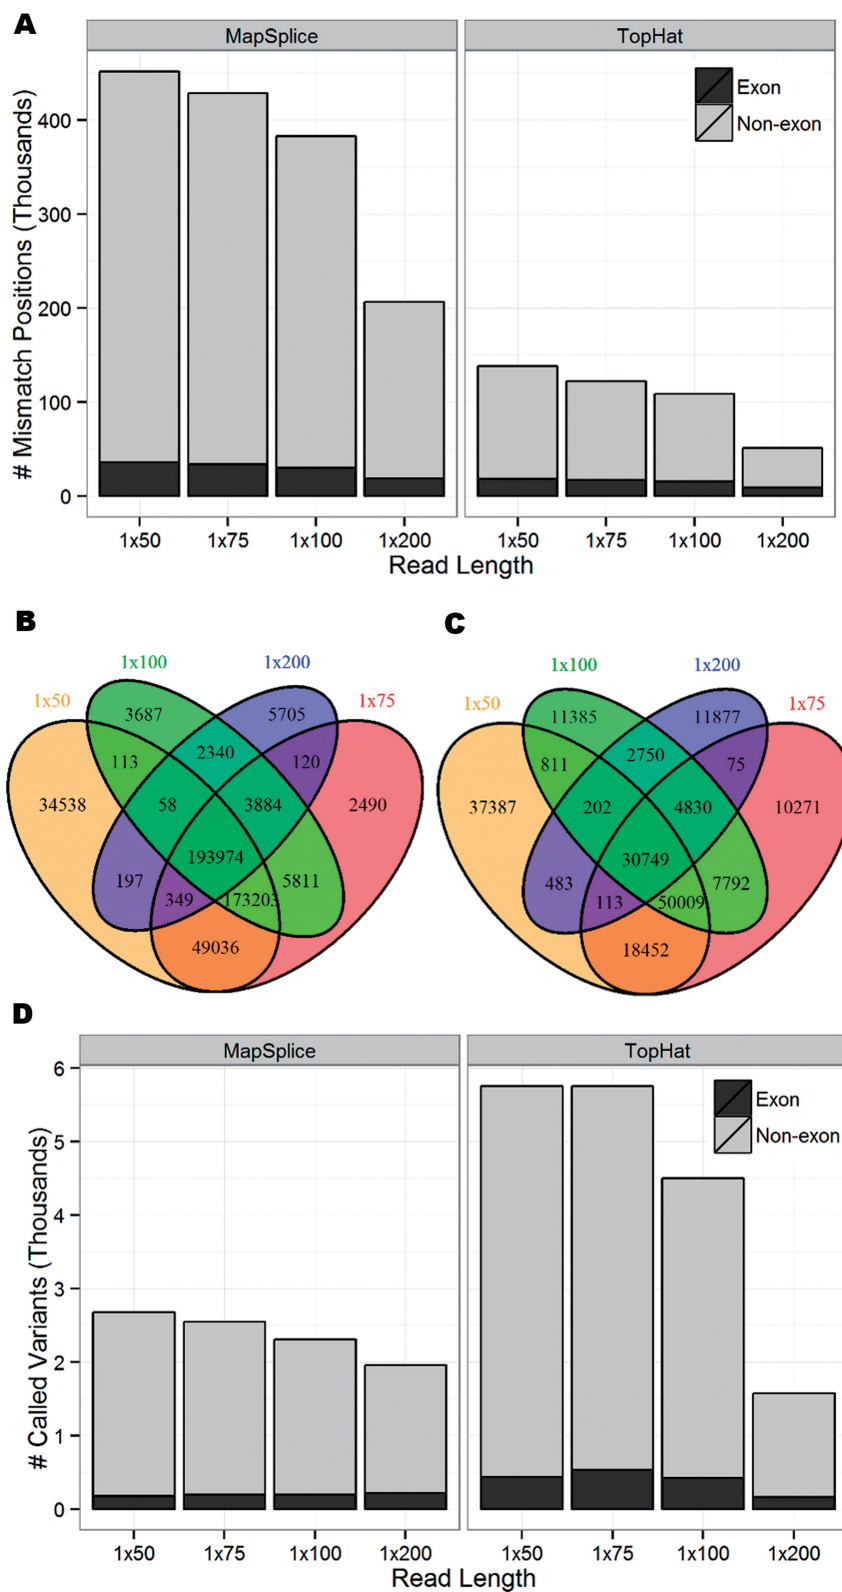 A
MapSplice
TopHat
# Mismatch Positions (Thousands)
400
300
200
100
0
Exon
Non-exon
1x50
1x75
1x100
1x200
1x50
1x75
1x100
1x200
Read Length
B
1x50
1x100
1x200
1x75
3687
5705
113
2340
120
34538
58
3884
2490
193974
197
349
173203
5811
49036
C
1x50
1x100
1x200
1x75
11385
11877
811
2750
75
37387
202
4830
10271
30749
483
113
50009
7792
18452
D
MapSplice
TopHat
# Called Variants (Thousands)
6
5
4
3
2
1
0
Exon
Non-exon
1x50
1x75
1x100
1x200
1x50
1x75
1x100
1x200
Read Length